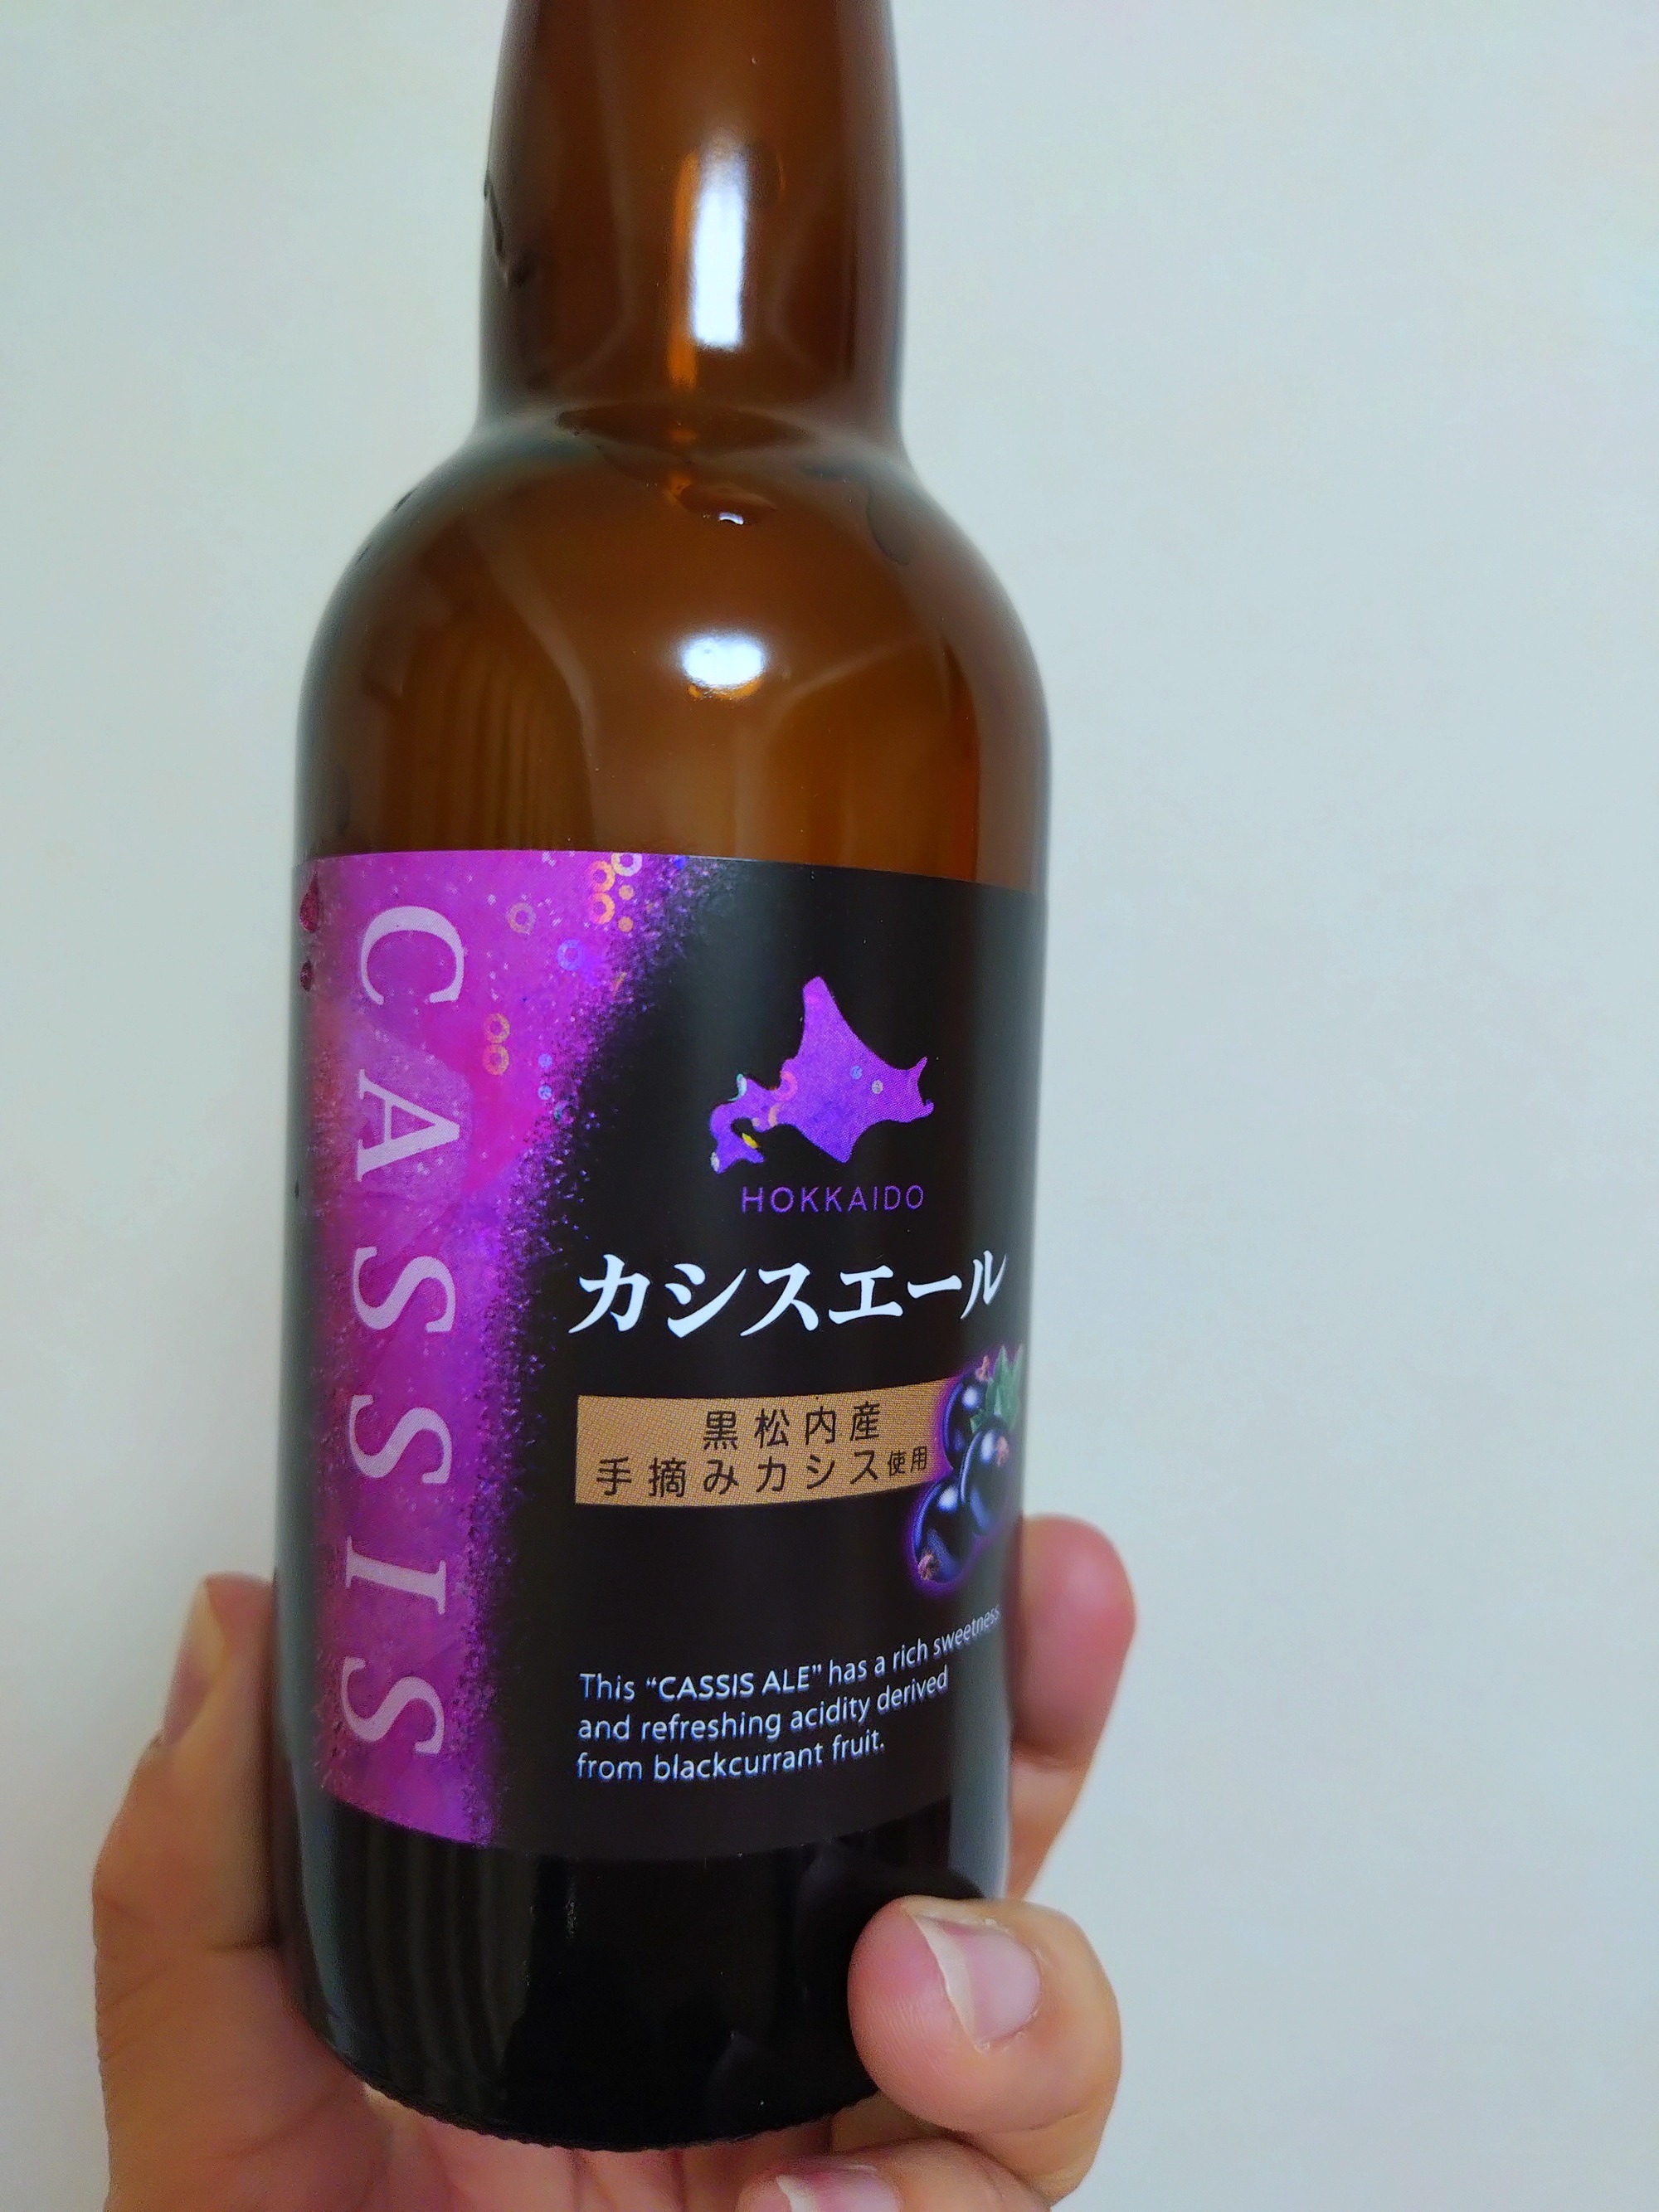 CASSIS
HOKKAIDO
カシスエール
黒松内産
手摘みカシス使用
This “CASSIS ALE” has a rich sweetness
and refreshing acidity derived
from blackcurrant fruit.